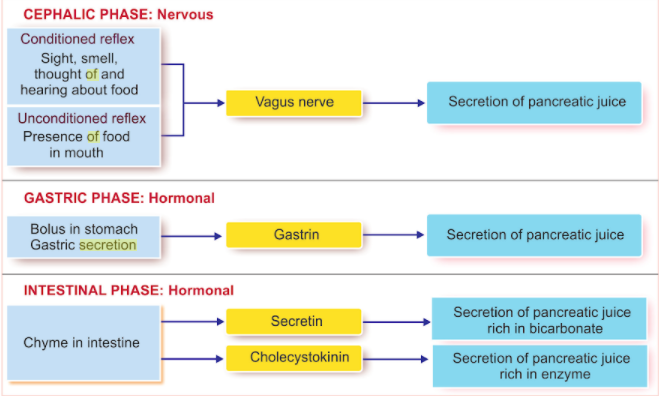 CEPHALIC PHASE: Nervous
Conditioned reflex
Sight, smell,
thought of and
hearing about food
Unconditioned reflex
Presence of food
in mouth
Vagus nerve
Secretion of pancreatic juice
GASTRIC PHASE: Hormonal
Bolus in stomach
Gastric secretion
Gastrin
Secretion of pancreatic juice
INTESTINAL PHASE: Hormonal
Chyme in intestine
Secretin
Secretion of pancreatic juice
rich in bicarbonate
Cholecystokinin
Secretion of pancreatic juice
rich in enzyme